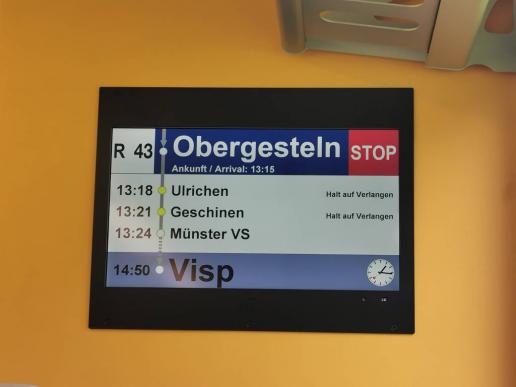 R 43 Obergesteln STOP
Ankunft / Arrival: 13:15
13:18 Ulrichen Halt auf Verlangen
13:21 Geschinen Halt auf Verlangen
13:24 Münster VS
14:50 Visp